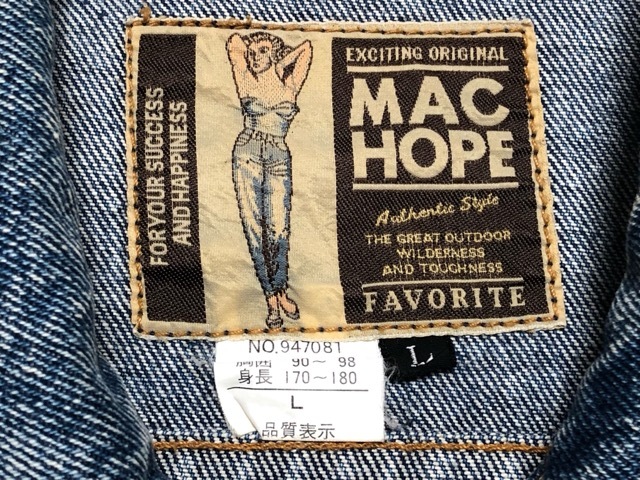 FOR YOUR SUCCESS
AND HAPPINESS
EXCITING ORIGINAL
MAC
HOPE
Authentic Style
THE GREAT OUTDOOR
WILDERNESS
AND TOUGHNESS
FAVORITE
L
NO.947081
胸囲 90～98
身長 170～180
L
品質表示